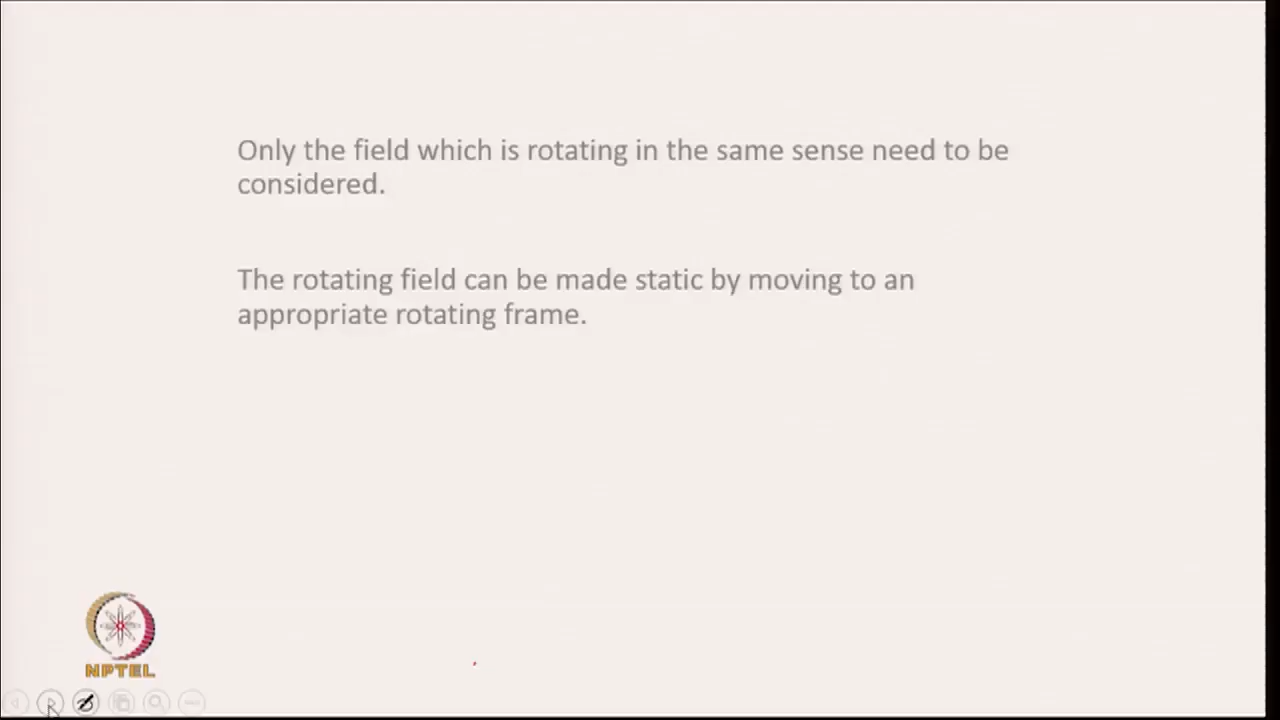 Only the field which is rotating in the same sense need to be
considered.
The rotating field can be made static by moving to an
appropriate rotating frame.
NPTEL